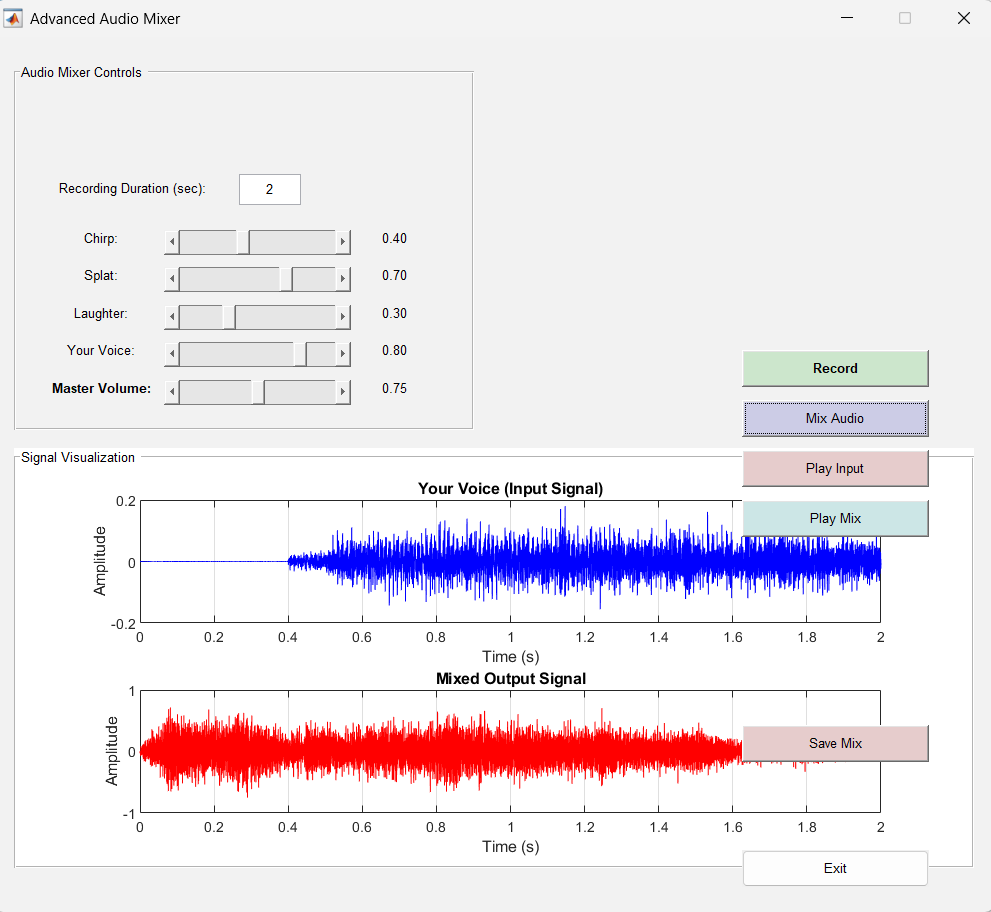 Advanced Audio Mixer
Audio Mixer Controls
Recording Duration (sec): 2
Chirp: 0.40
Splat: 0.70
Laughter: 0.30
Your Voice: 0.80
Master Volume: 0.75
Record
Mix Audio
Play Input
Play Mix
Signal Visualization
Your Voice (Input Signal)
0.2
0
-0.2
Amplitude
0 0.2 0.4 0.6 0.8 1 1.2 1.4 1.6 1.8 2
Time (s)
Mixed Output Signal
1
0
-1
Amplitude
0 0.2 0.4 0.6 0.8 1 1.2 1.4 1.6 1.8 2
Time (s)
Save Mix
Exit